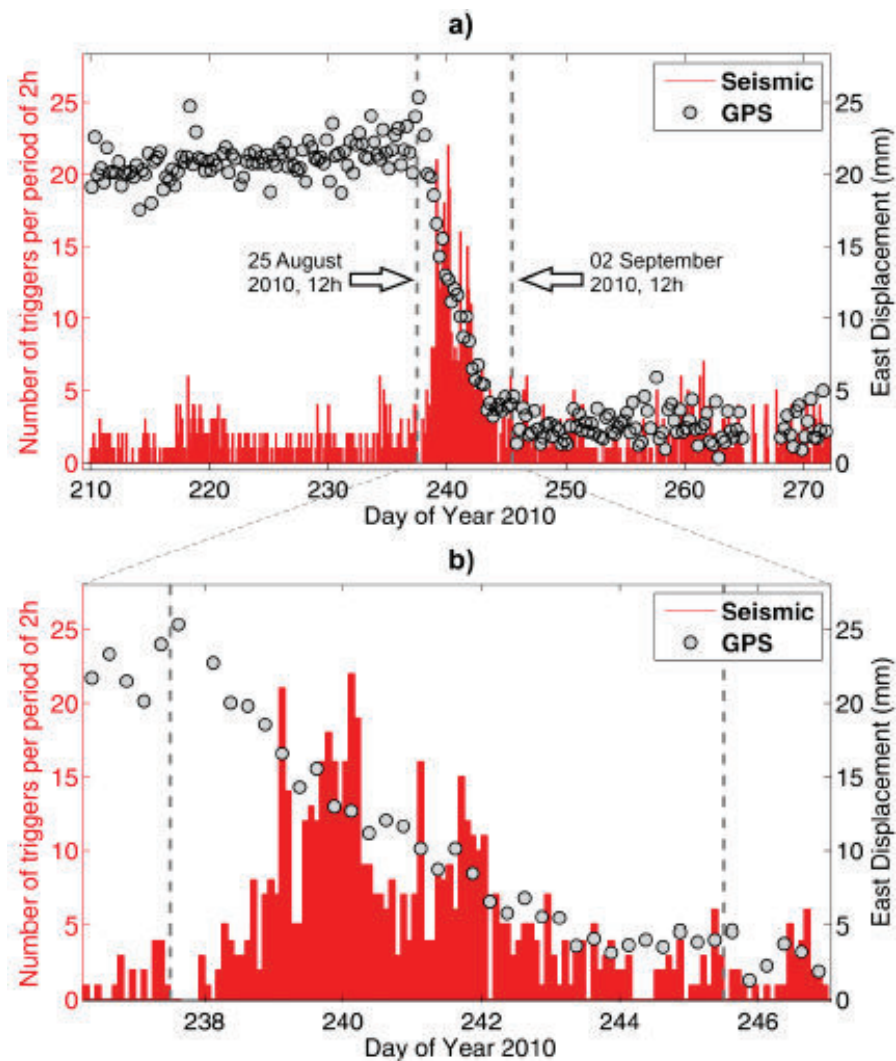 a)
Number of triggers per period of 2h
25
20
15
10
5
0
Seismic
GPS
25 August
2010, 12h
02 September
2010, 12h
25
20
15
10
5
0
East Displacement (mm)
210 220 230 240 250 260 270
Day of Year 2010
b)
Number of triggers per period of 2h
25
20
15
10
5
0
Seismic
GPS
25
20
15
10
5
0
East Displacement (mm)
238 240 242 244 246
Day of Year 2010